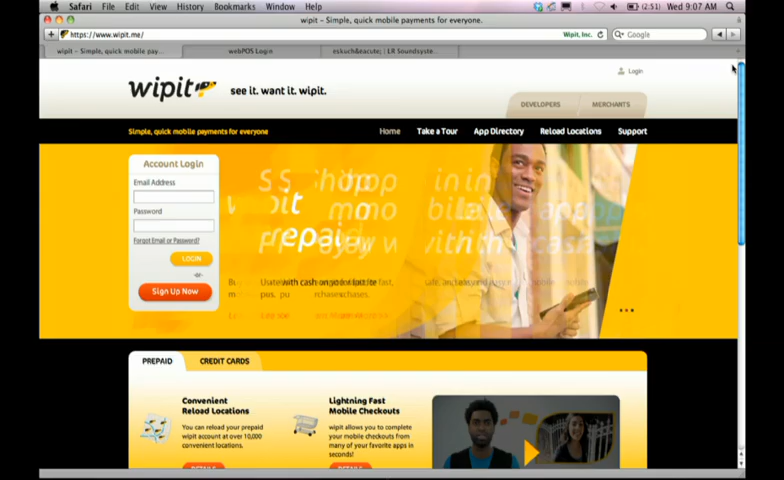 Safari File Edit View History Bookmarks Window Help
(2:51) Wed 9:07 AM
wipit – Simple, quick mobile payments for everyone.
https://www.wipit.me/
Wipit, Inc.
Google
wipit – Simple, quick mobile pay...
webPOS Login
eskuch&eacute; | LR Soundsyste...
Login
wipit
see it. want it. wipit.
DEVELOPERS
MERCHANTS
Simple, quick mobile payments for everyone
Home
Take a Tour
App Directory
Reload Locations
Support
Account Login
Email Address
Password
Forgot Email or Password?
LOGIN
Sign Up Now
PREPAID
CREDIT CARDS
Convenient
Reload Locations
You can reload your prepaid
wipit account at over 10,000
convenient locations.
DETAILS
Lightning Fast
Mobile Checkouts
wipit allows you to complete
your mobile checkouts from
many of your favorite apps in
seconds!
DETAILS